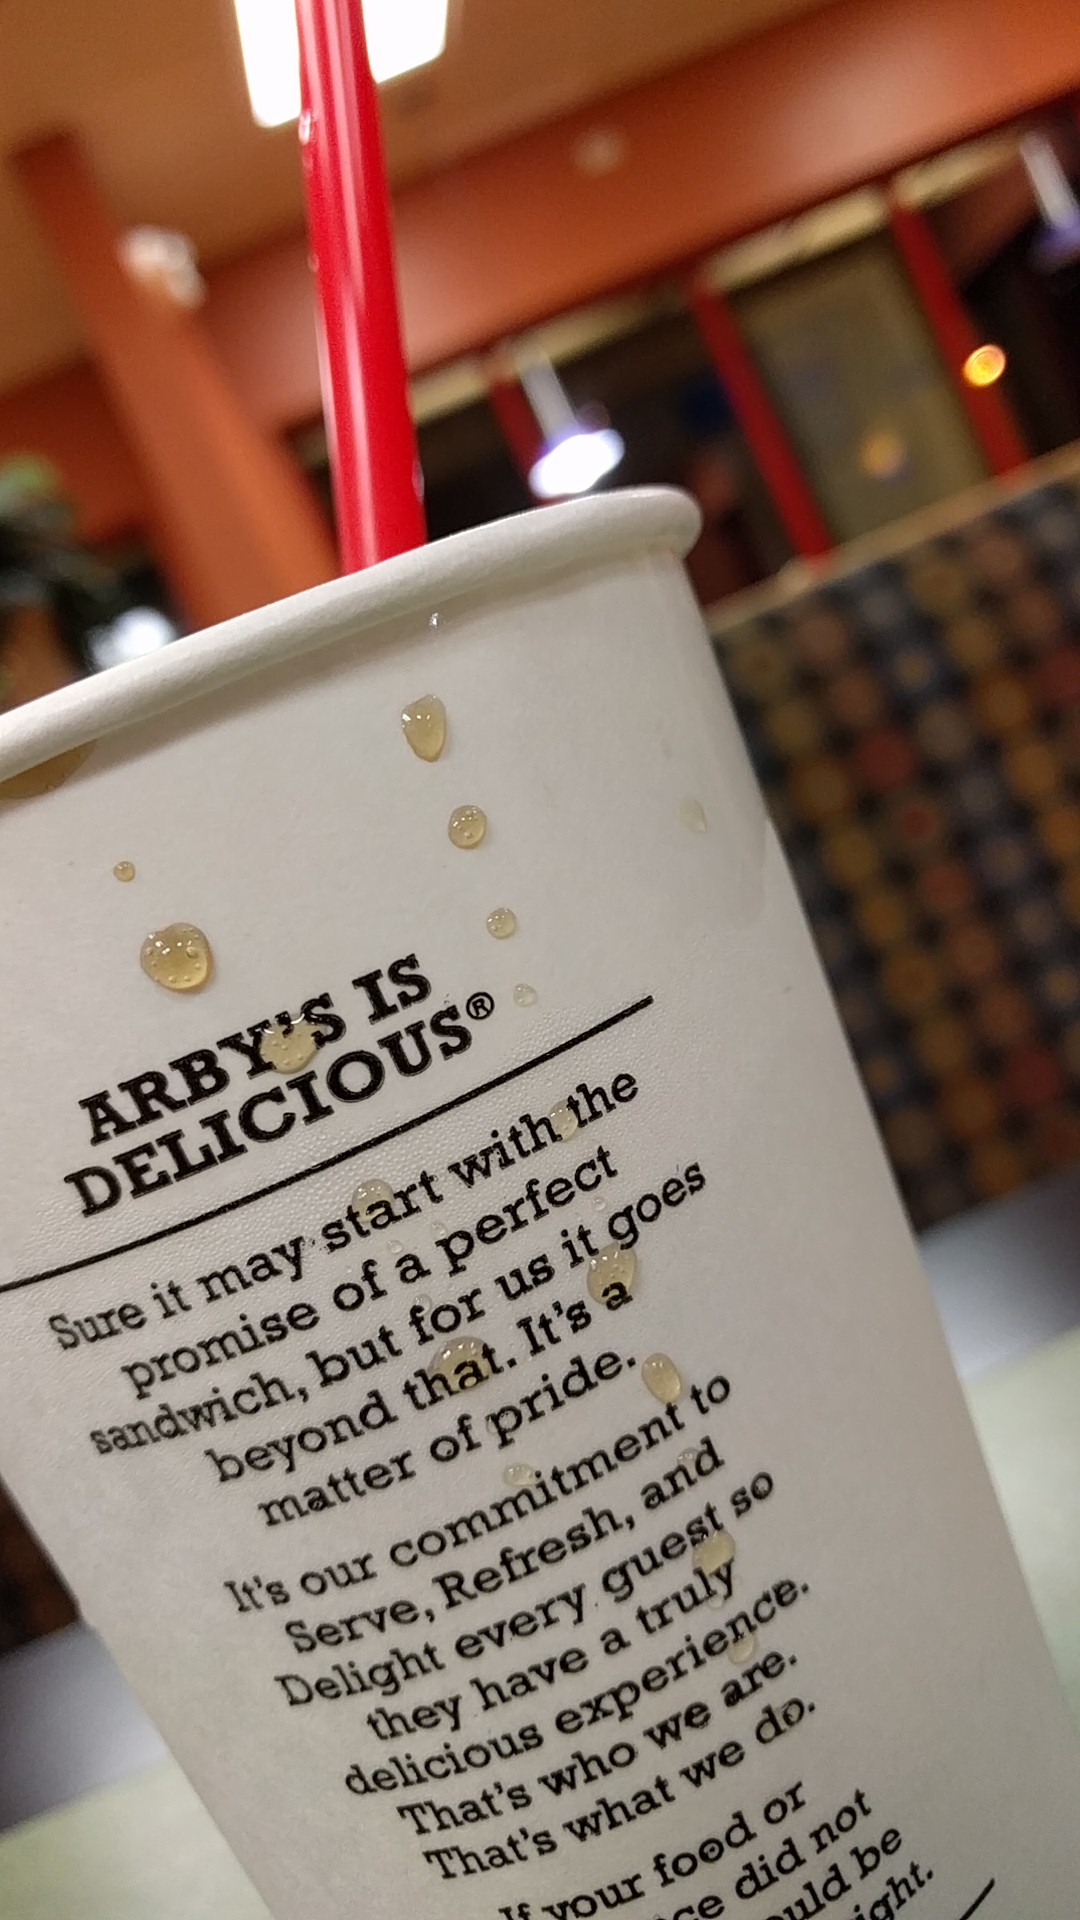 ARBY'S IS
DELICIOUS®
Sure it may start with the
promise of a perfect
sandwich, but for us it goes
beyond that. It's a
matter of pride.
It's our commitment to
Serve, Refresh, and
Delight every guest so
they have a truly
delicious experience.
That's who we are.
That's what we do.
If your food or
did not
be